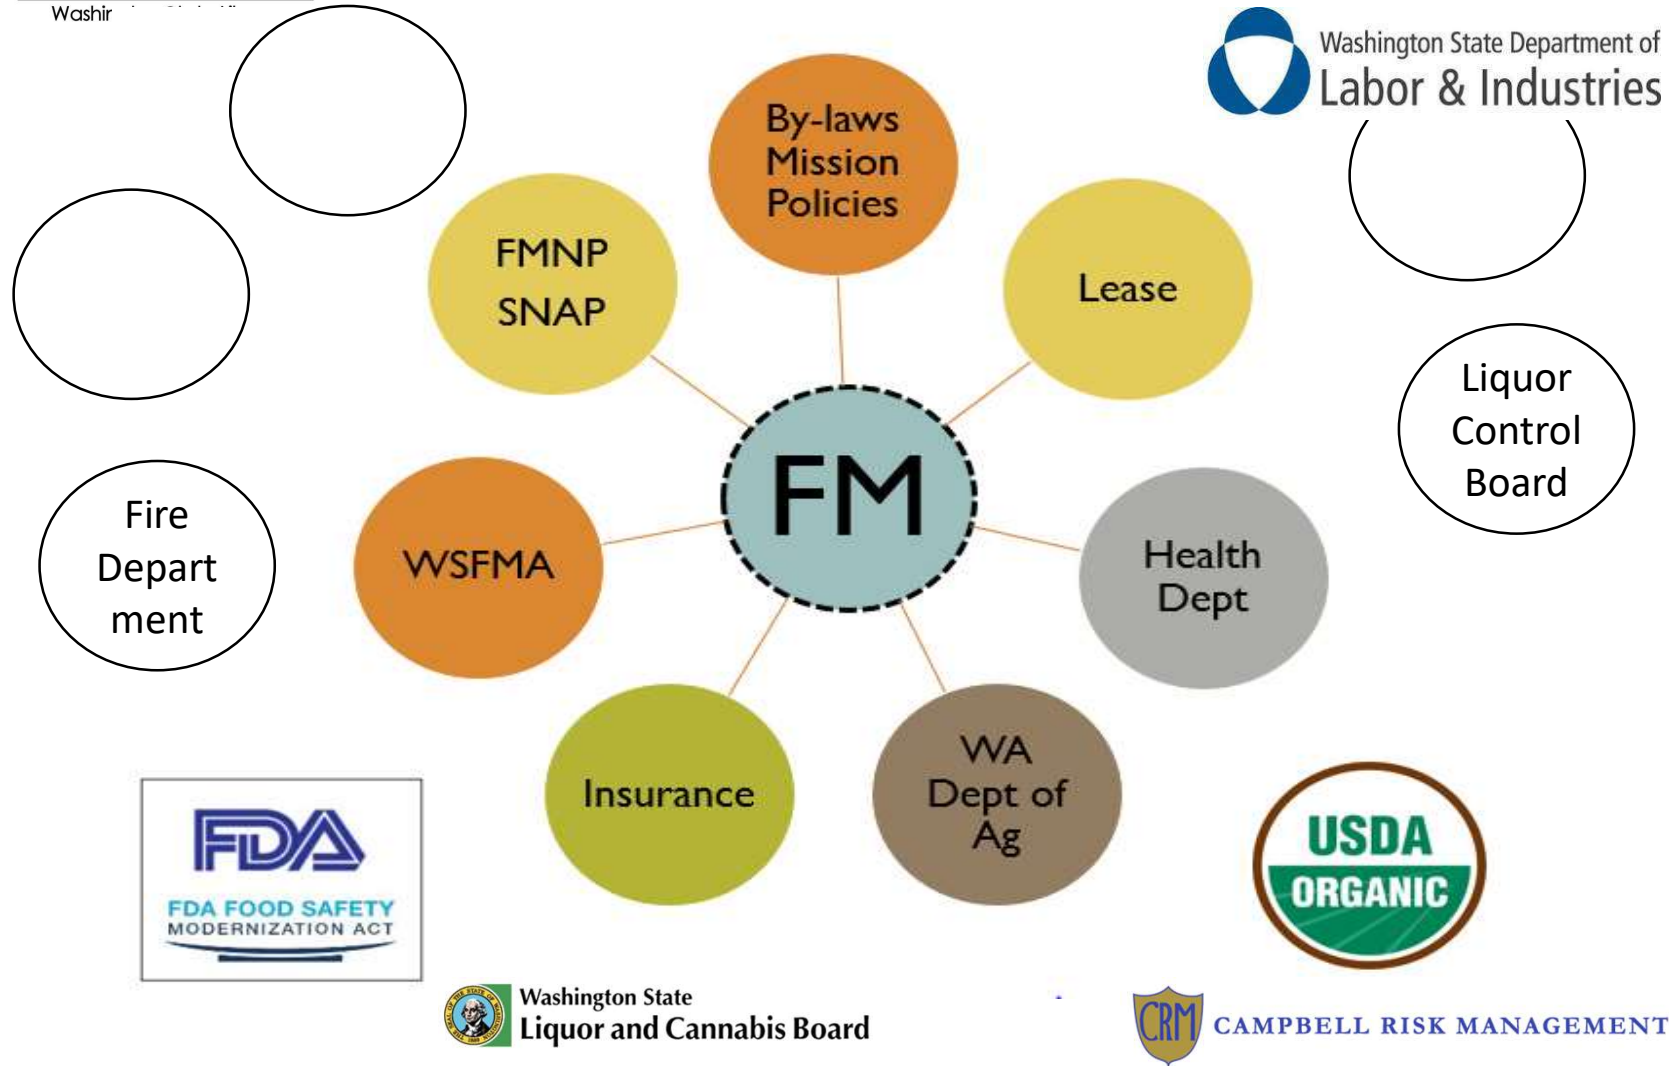 Washington State Department of
Labor & Industries
By-laws
Mission
Policies
FMNP
SNAP
Lease
Liquor
Control
Board
FM
Fire
Depart
ment
WSFMA
Health
Dept
Insurance
WA
Dept of
Ag
FDA
FDA FOOD SAFETY
MODERNIZATION ACT
USDA
ORGANIC
Washington State
Liquor and Cannabis Board
CRM
CAMPBELL RISK MANAGEMENT